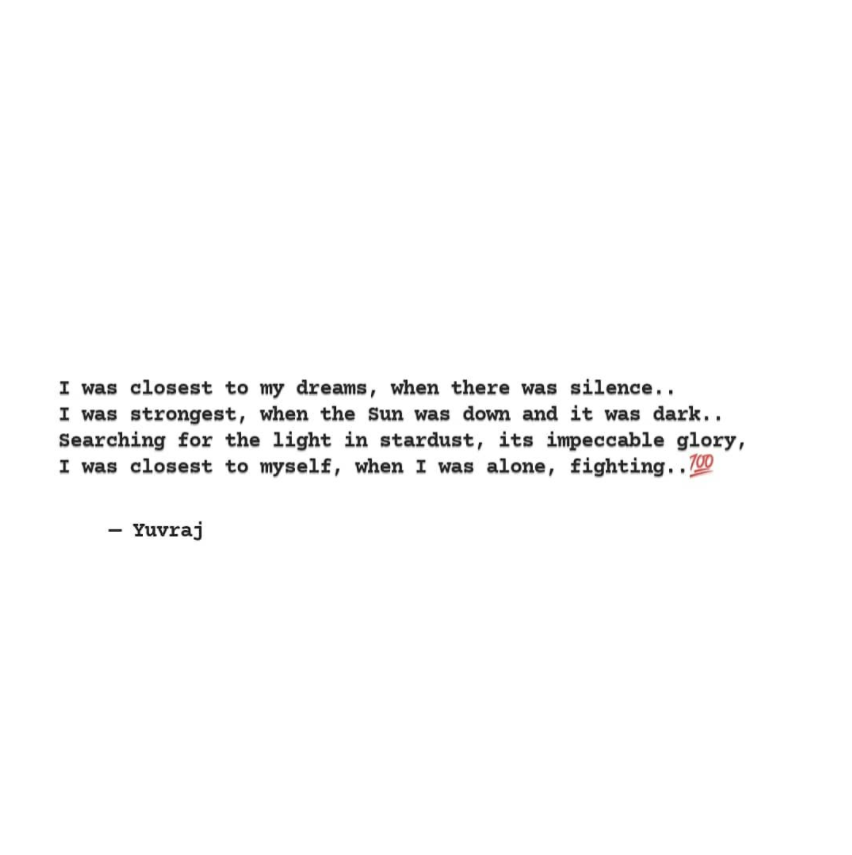 I was closest to my dreams, when there was silence..
I was strongest, when the Sun was down and it was dark..
Searching for the light in stardust, its impeccable glory,
I was closest to myself, when I was alone, fighting..💯
— Yuvraj